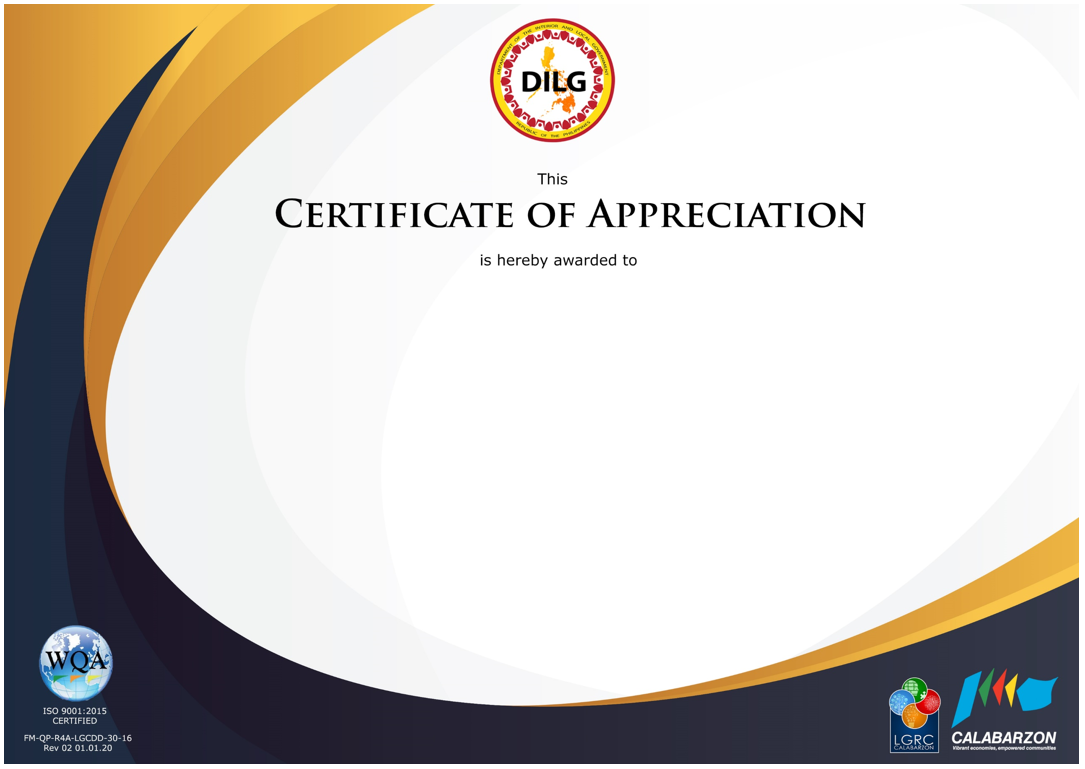 DEPARTMENT OF THE INTERIOR AND LOCAL GOVERNMENT
DILG
REPUBLIC OF THE PHILIPPINES
This
CERTIFICATE OF APPRECIATION
is hereby awarded to
WQA
ISO 9001:2015
CERTIFIED
FM-QP-R4A-LGCDD-30-16
Rev 02 01.01.20
LGRC
CALABARZON
CALABARZON
Vibrant economies, empowered communities